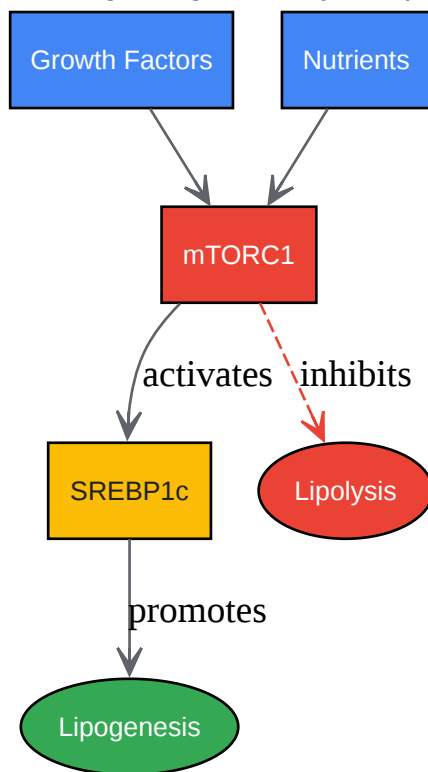 Growth Factors
Nutrients
mTORC1
activates
inhibits
SREBP1c
Lipolysis
promotes
Lipogenesis